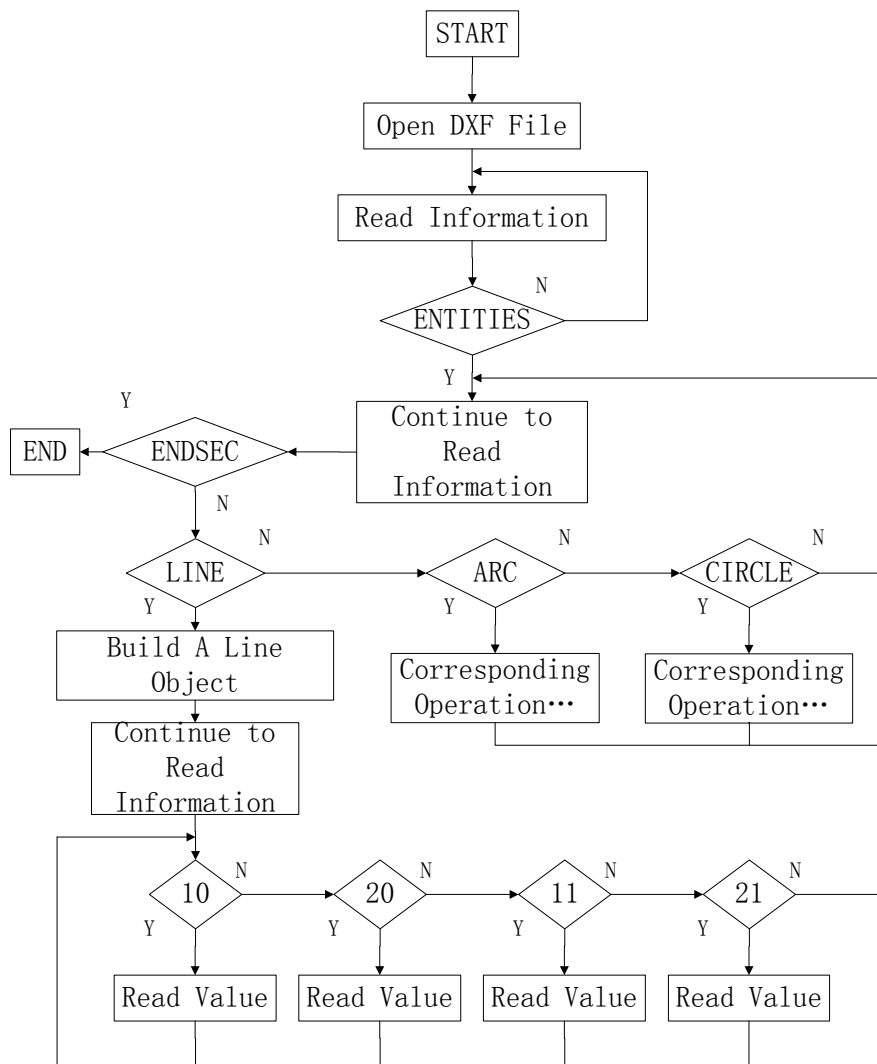 START
Open DXF File
Read Information
N
ENTITIES
Y
Y
Continue to
Read
Information
END
ENDSEC
N
N
N
N
LINE
ARC
CIRCLE
Y
Y
Y
Build A Line
Object
Corresponding
Operation…
Corresponding
Operation…
Continue to
Read
Information
N
N
N
N
10
20
11
21
Y
Y
Y
Y
Read Value
Read Value
Read Value
Read Value